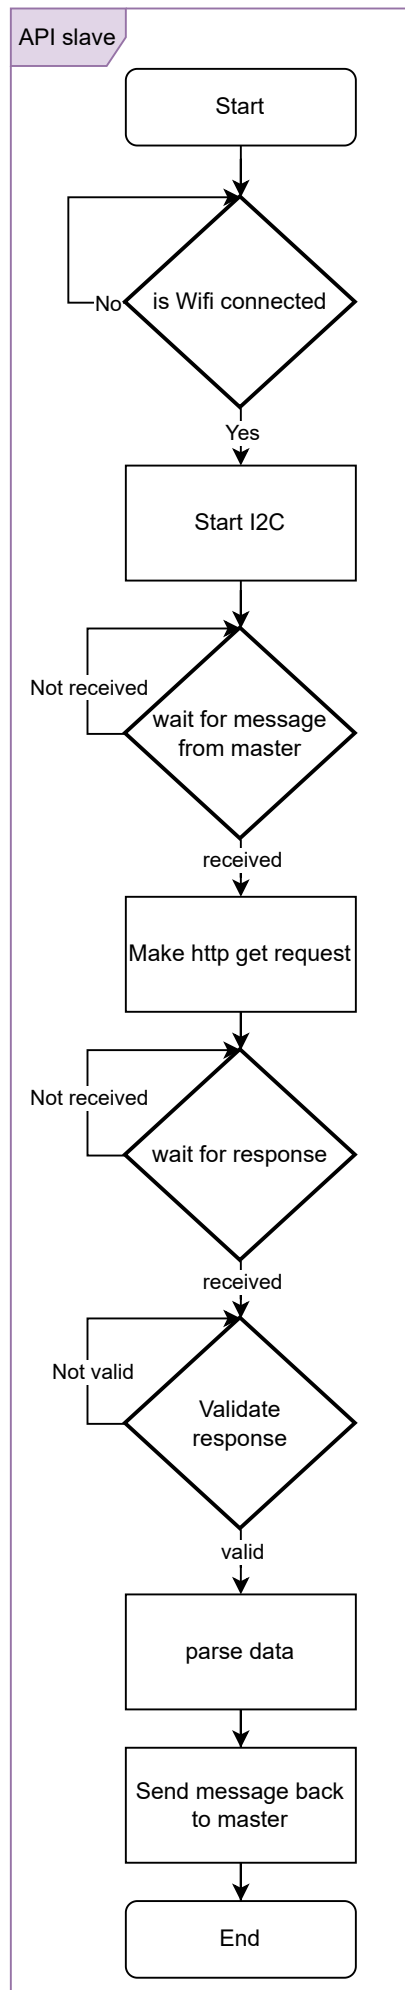 API slave
Start
is Wifi connected
No
Yes
Start I2C
Not received
wait for message
from master
received
Make http get request
Not received
wait for response
received
Not valid
Validate
response
valid
parse data
Send message back
to master
End